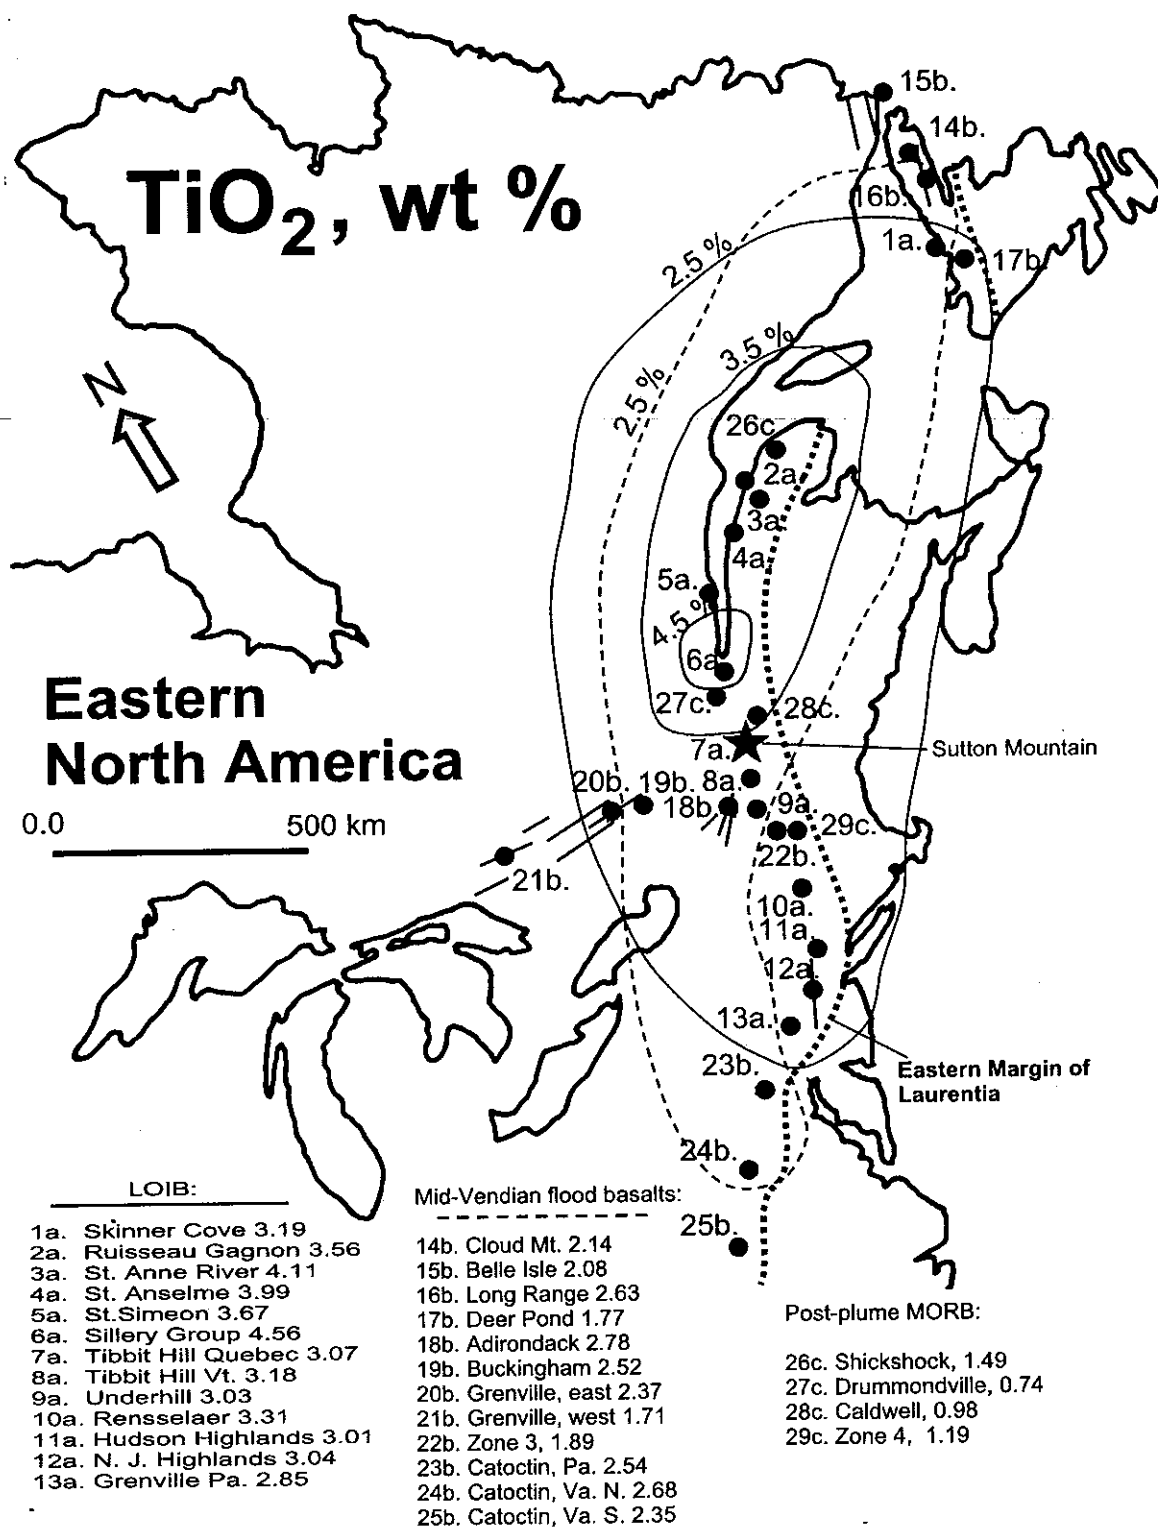 15b.
14b.
TiO2, wt %
16b.
1a.
17b.
2.5 %
3.5 %
N
2.5 %
26c
2a
3a.
4a
5a.
4.5 %
6a
Eastern
North America
27c.
28c.
7a.
Sutton Mountain
20b. 19b.
8a.
18b
9a.
29c.
0.0
500 km
22b.
21b.
10a.
11a
12a
13a.
23b.
Eastern Margin of
Laurentia
24b.
25b.
LOIB:
1a. Skinner Cove 3.19
2a. Ruisseau Gagnon 3.56
3a. St. Anne River 4.11
4a. St. Anselme 3.99
5a. St.Simeon 3.67
6a. Sillery Group 4.56
7a. Tibbit Hill Quebec 3.07
8a. Tibbit Hill Vt. 3.18
9a. Underhill 3.03
10a. Rensselaer 3.31
11a. Hudson Highlands 3.01
12a. N. J. Highlands 3.04
13a. Grenville Pa. 2.85
Mid-Vendian flood basalts:
14b. Cloud Mt. 2.14
15b. Belle Isle 2.08
16b. Long Range 2.63
17b. Deer Pond 1.77
18b. Adirondack 2.78
19b. Buckingham 2.52
20b. Grenville, east 2.37
21b. Grenville, west 1.71
22b. Zone 3, 1.89
23b. Catoctin, Pa. 2.54
24b. Catoctin, Va. N. 2.68
25b. Catoctin, Va. S. 2.35
Post-plume MORB:
26c. Shickshock, 1.49
27c. Drummondville, 0.74
28c. Caldwell, 0.98
29c. Zone 4, 1.19